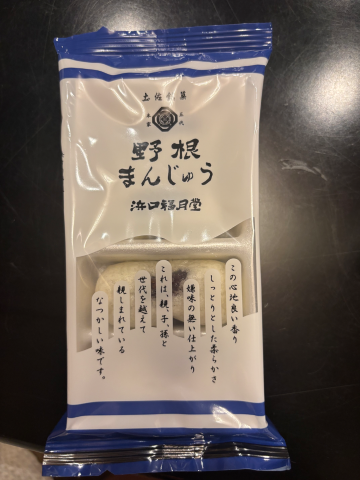 土佐銘菓
野根
まんじゅう
浜口福月堂
この心地良い香り
しっとりとした柔らかさ
嫌味の無い仕上がり
これは、親、子、孫と
世代を越えて
親しまれている
なつかしい味です。